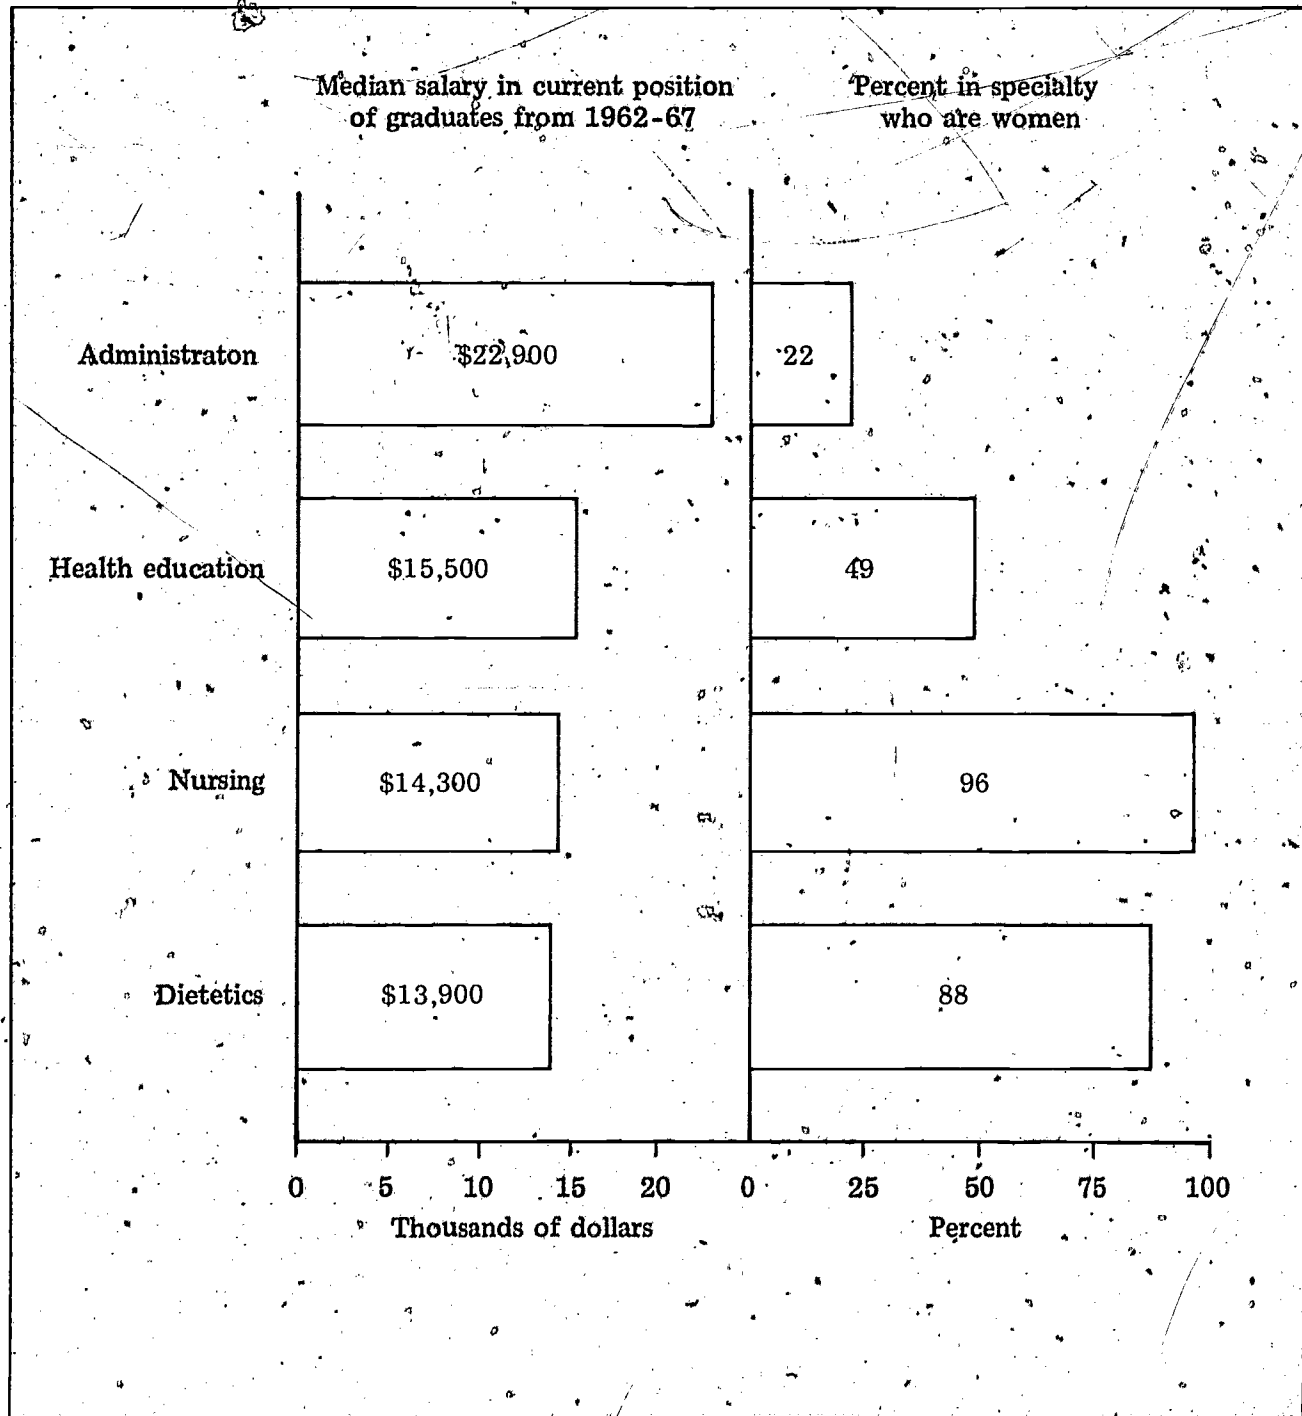 Median salary in current position
of graduates from 1962-67
Percent in specialty
who are women
Administraton
$22,900
22
Health education
$15,500
49
Nursing
$14,300
96
Dietetics
$13,900
88
0 5 10 15 20 0 25 50 75 100
Thousands of dollars
Percent